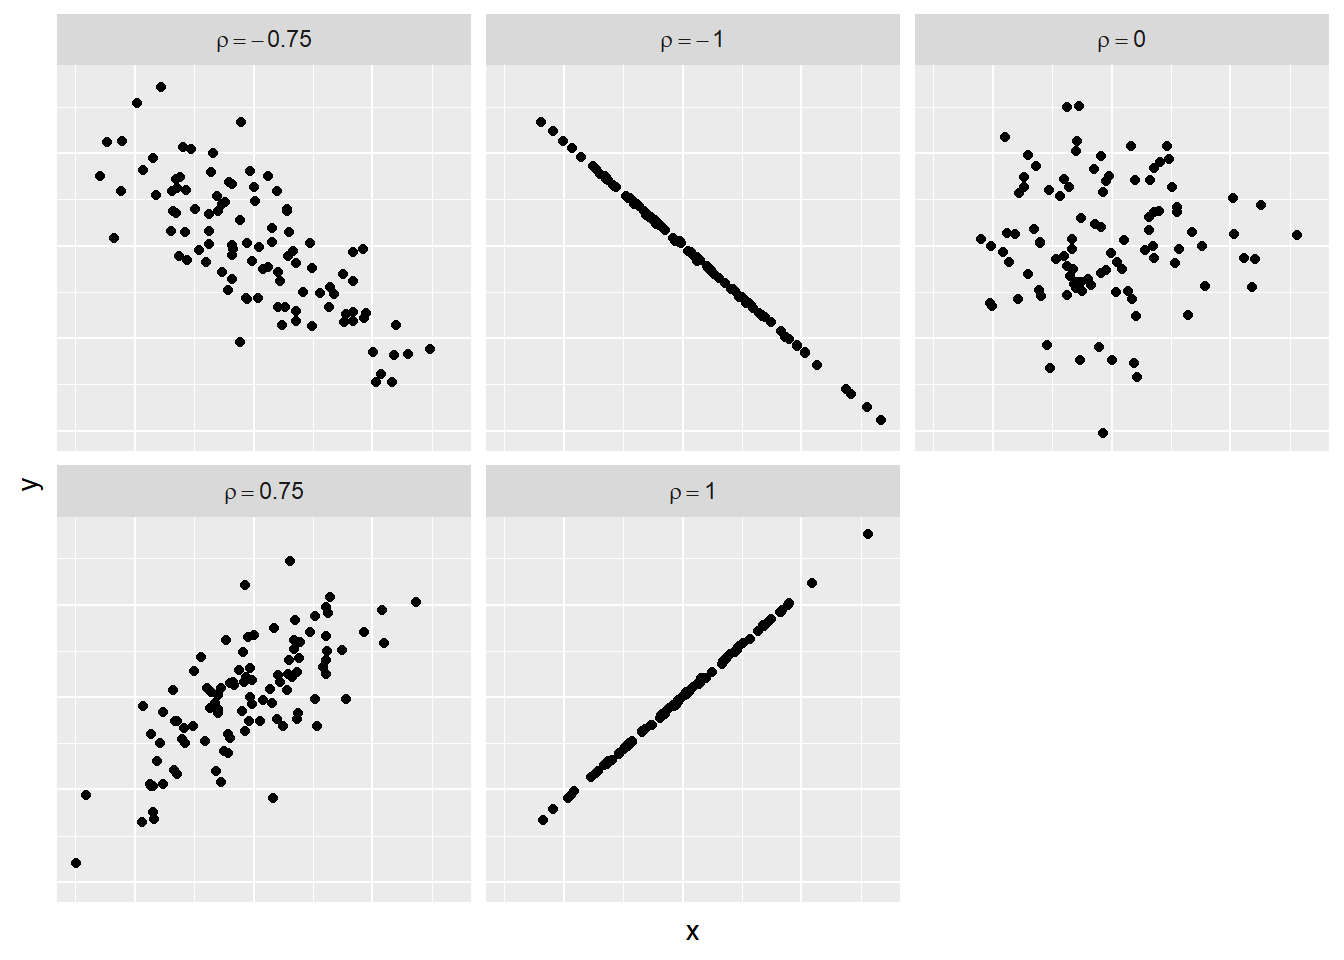 ρ = − 0.75
ρ = − 1
ρ = 0
y
ρ = 0.75
ρ = 1
x